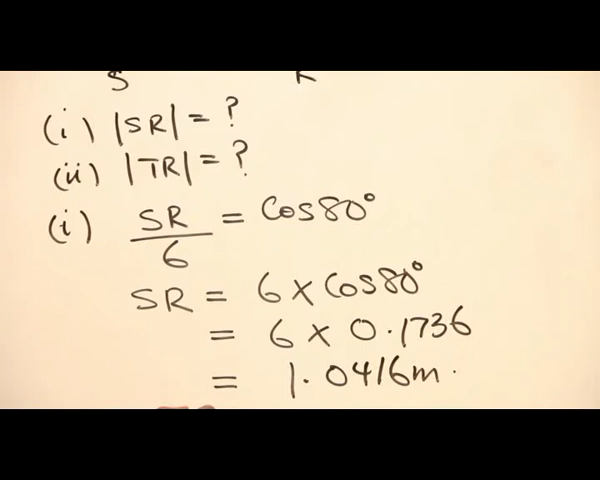 S R
(i) |SR| = ?
(ii) |TR| = ?
(i) SR/6 = Cos80°
SR = 6 × Cos80°
= 6 × 0.1736
= 1.0416m.